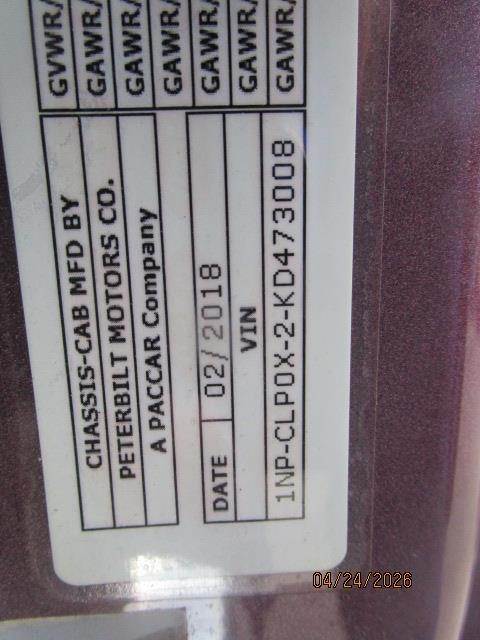 CHASSIS-CAB MFD BY
PETERBILT MOTORS CO.
A PACCAR Company
GVWR/
GAWR/
GAWR/
GAWR/
GAWR/
GAWR/
GAWR/
DATE 02/2018
VIN
1NP-CLP0X-2-KD473008
04/24/2026